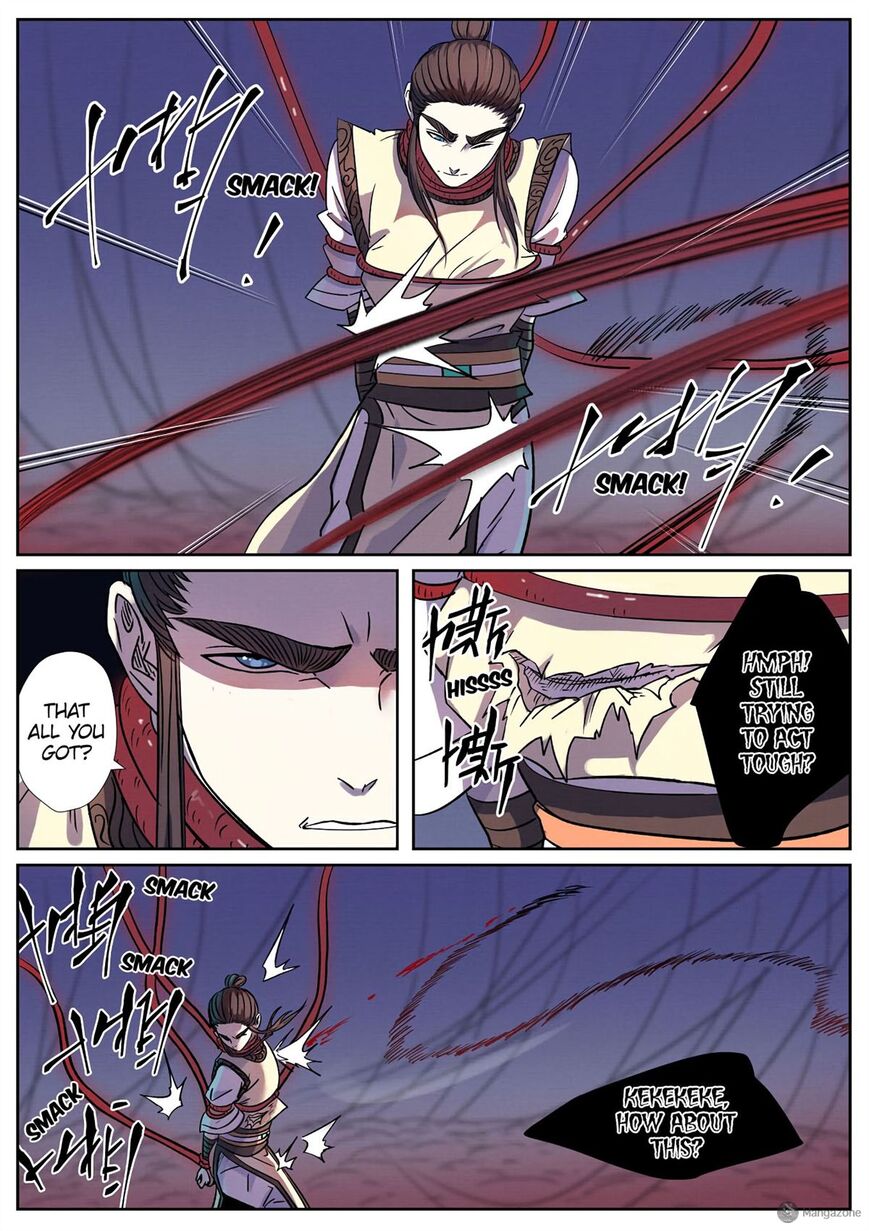 SMACK!
SMACK!
THAT
ALL YOU
GOT?
HISSSS
HMPH!
STILL
TRYING
TO ACT
TOUGH?
SMACK
SMACK
SMACK
KEKEKEKE,
HOW ABOUT
THIS?
Mangazone